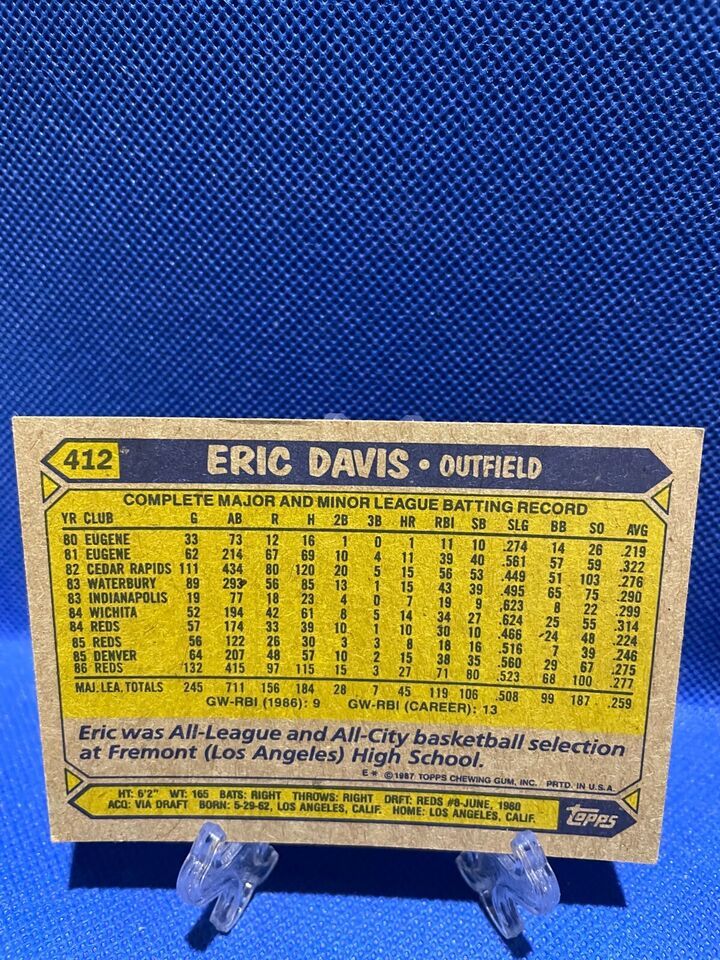 412 ERIC DAVIS • OUTFIELD
COMPLETE MAJOR AND MINOR LEAGUE BATTING RECORD
YR CLUB G AB R H 2B 3B HR RBI SB SLG BB SO AVG
80 EUGENE 33 73 12 16 1 0 1 11 10 .274 14 26 .219
81 EUGENE 62 214 67 69 10 4 11 39 40 .561 57 59 .322
82 CEDAR RAPIDS 111 434 80 120 20 5 15 56 53 .449 51 103 .276
83 WATERBURY 89 293 56 85 13 1 15 43 39 .495 65 75 .290
83 INDIANAPOLIS 19 77 18 23 4 0 7 19 9 .623 8 22 .299
84 WICHITA 52 194 42 61 8 5 14 34 27 .624 25 55 .314
84 REDS 57 174 33 39 10 1 10 30 10 .466 24 48 .224
85 REDS 56 122 26 30 3 3 8 18 16 .516 7 39 .246
85 DENVER 64 207 48 57 10 2 15 38 35 .560 29 67 .275
86 REDS 132 415 97 115 15 3 27 71 80 .523 68 100 .277
MAJ. LEA. TOTALS 245 711 156 184 28 7 45 119 106 .508 99 187 .259
GW-RBI (1986): 9 GW-RBI (CAREER): 13
Eric was All-League and All-City basketball selection
at Fremont (Los Angeles) High School.
E* ©1987 TOPPS CHEWING GUM, INC. PRTD. IN U.S.A.
HT: 6'2" WT: 165 BATS: RIGHT THROWS: RIGHT DRFT: REDS #8-JUNE, 1980
ACQ: VIA DRAFT BORN: 5-29-62, LOS ANGELES, CALIF. HOME: LOS ANGELES, CALIF.
Topps